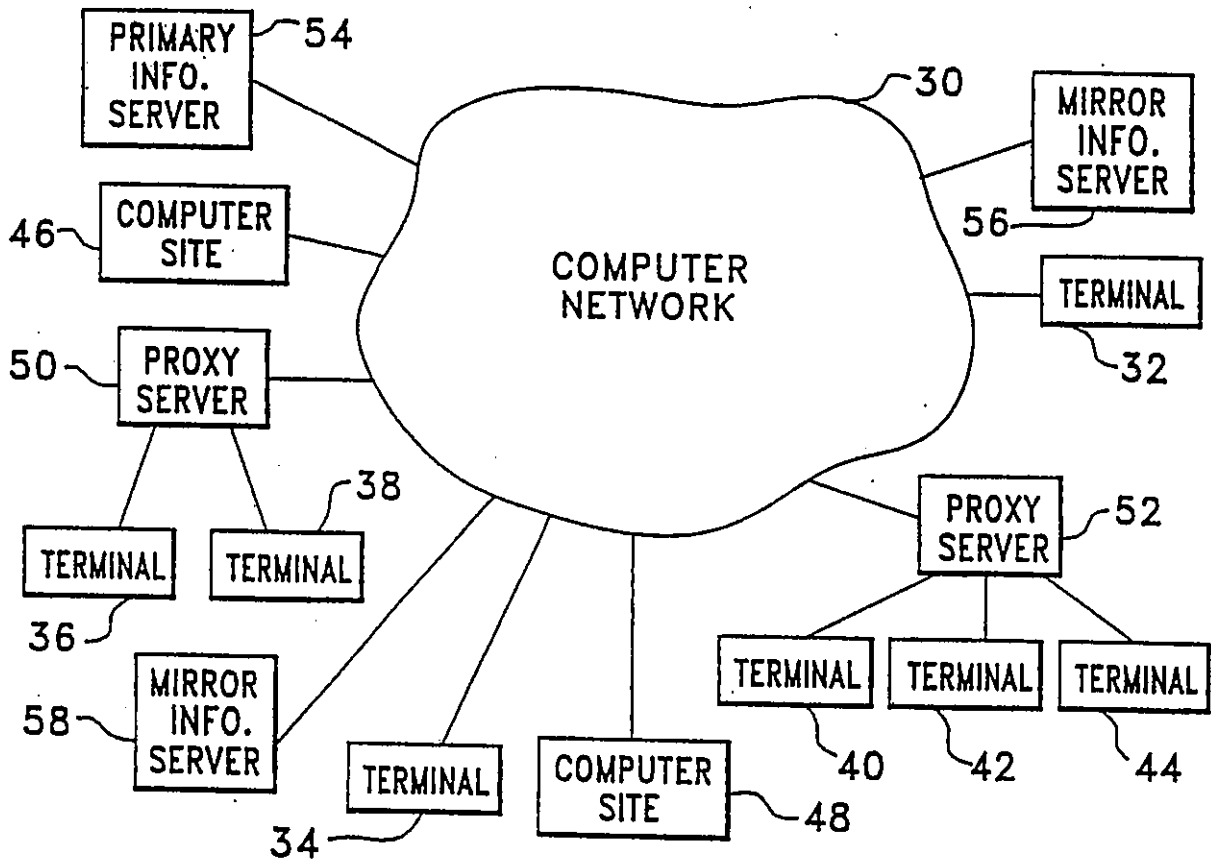 PRIMARY
INFO.
SERVER
54
30
MIRROR
INFO.
SERVER
56
COMPUTER
SITE
46
COMPUTER
NETWORK
TERMINAL
32
PROXY
SERVER
50
38
TERMINAL
36
TERMINAL
PROXY
SERVER
52
MIRROR
INFO.
SERVER
58
TERMINAL
34
COMPUTER
SITE
48
TERMINAL
40
TERMINAL
42
TERMINAL
44